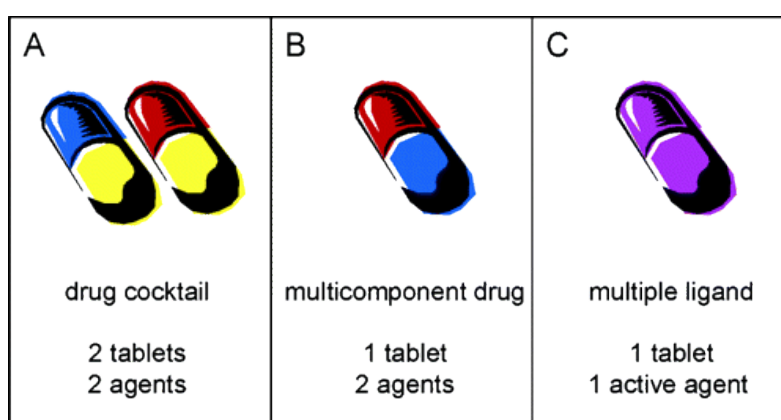 A
drug cocktail
2 tablets
2 agents
B
multicomponent drug
1 tablet
2 agents
C
multiple ligand
1 tablet
1 active agent